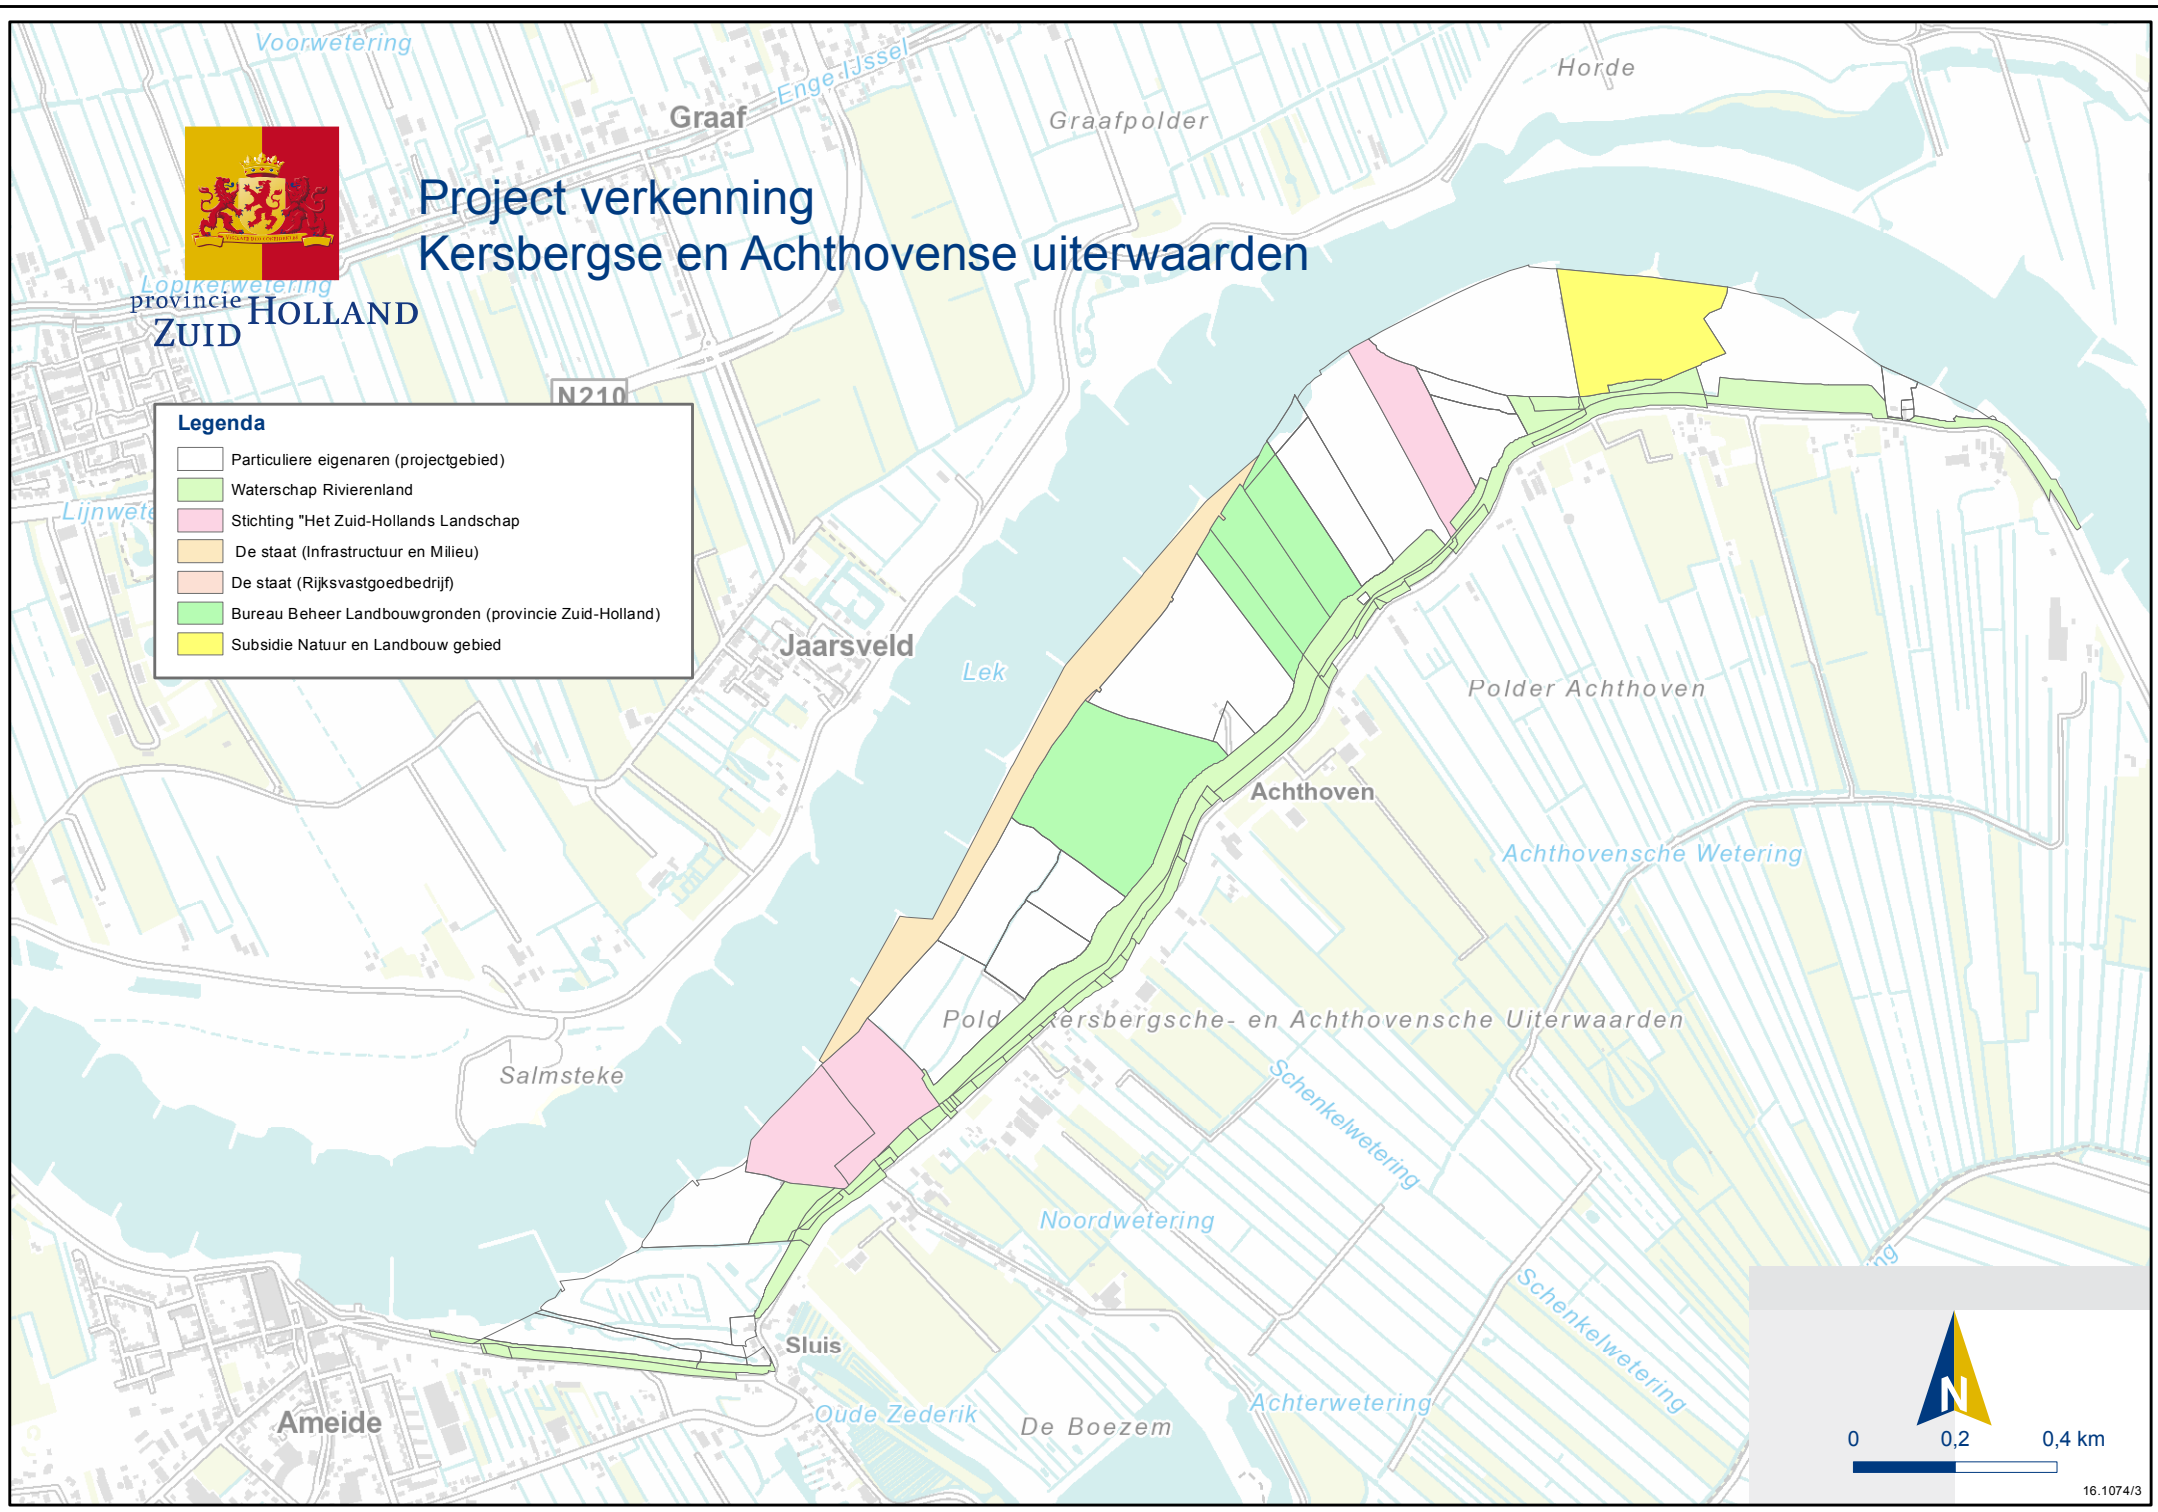 Voorwetering
Enge IJssel
Horde
Graaf
Graafpolder
Project verkenning
Kersbergse en Achthovense uiterwaarden
Lopikerwetering
provincie HOLLAND
ZUID
N210
Legenda
Particuliere eigenaren (projectgebied)
Waterschap Rivierenland
Stichting "Het Zuid-Hollands Landschap
De staat (Infrastructuur en Milieu)
De staat (Rijksvastgoedbedrijf)
Bureau Beheer Landbouwgronden (provincie Zuid-Holland)
Subsidie Natuur en Landbouw gebied
Lijnwete
Jaarsveld
Lek
Polder Achthoven
Achthoven
Achthovensche Wetering
Pold Kersbergsche- en Achthovensche Uiterwaarden
Salmsteke
Schenkelwetering
Noordwetering
ing
Schenkelwetering
Sluis
Ameide
Oude Zederik
De Boezem
Achterwetering
N
0 0,2 0,4 km
16.1074/3